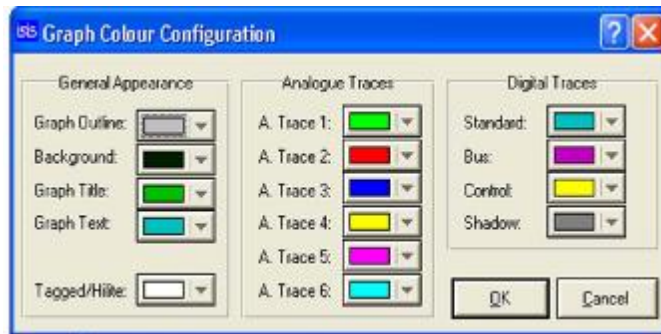 isis Graph Colour Configuration
General Appearance
Graph Outline:
Background:
Graph Title:
Graph Text:
Tagged/Hilite:
Analogue Traces
A. Trace 1:
A. Trace 2:
A. Trace 3:
A. Trace 4:
A. Trace 5:
A. Trace 6:
Digital Traces
Standard:
Bus:
Control:
Shadow:
OK
Cancel